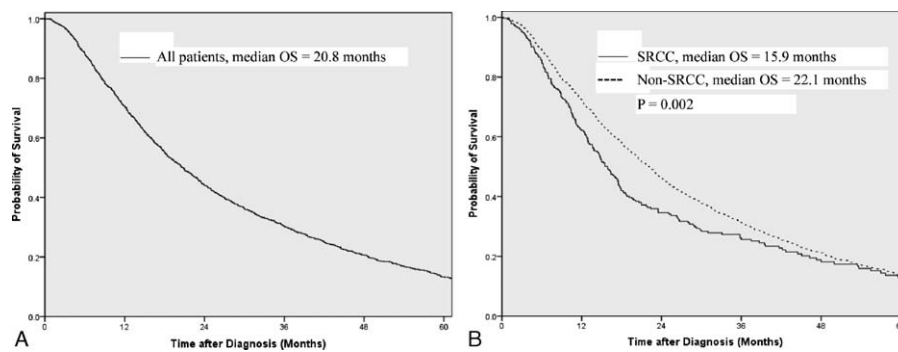 1.0
0.8
0.6
0.4
0.2
0.0
Probability of Survival
All patients, median OS = 20.8 months
0 12 24 36 48 60
Time after Diagnosis (Months)
A
1.0
0.8
0.6
0.4
0.2
0.0
Probability of Survival
SRCC, median OS = 15.9 months
Non-SRCC, median OS = 22.1 months
P = 0.002
0 12 24 36 48 6
Time after Diagnosis (Months)
B